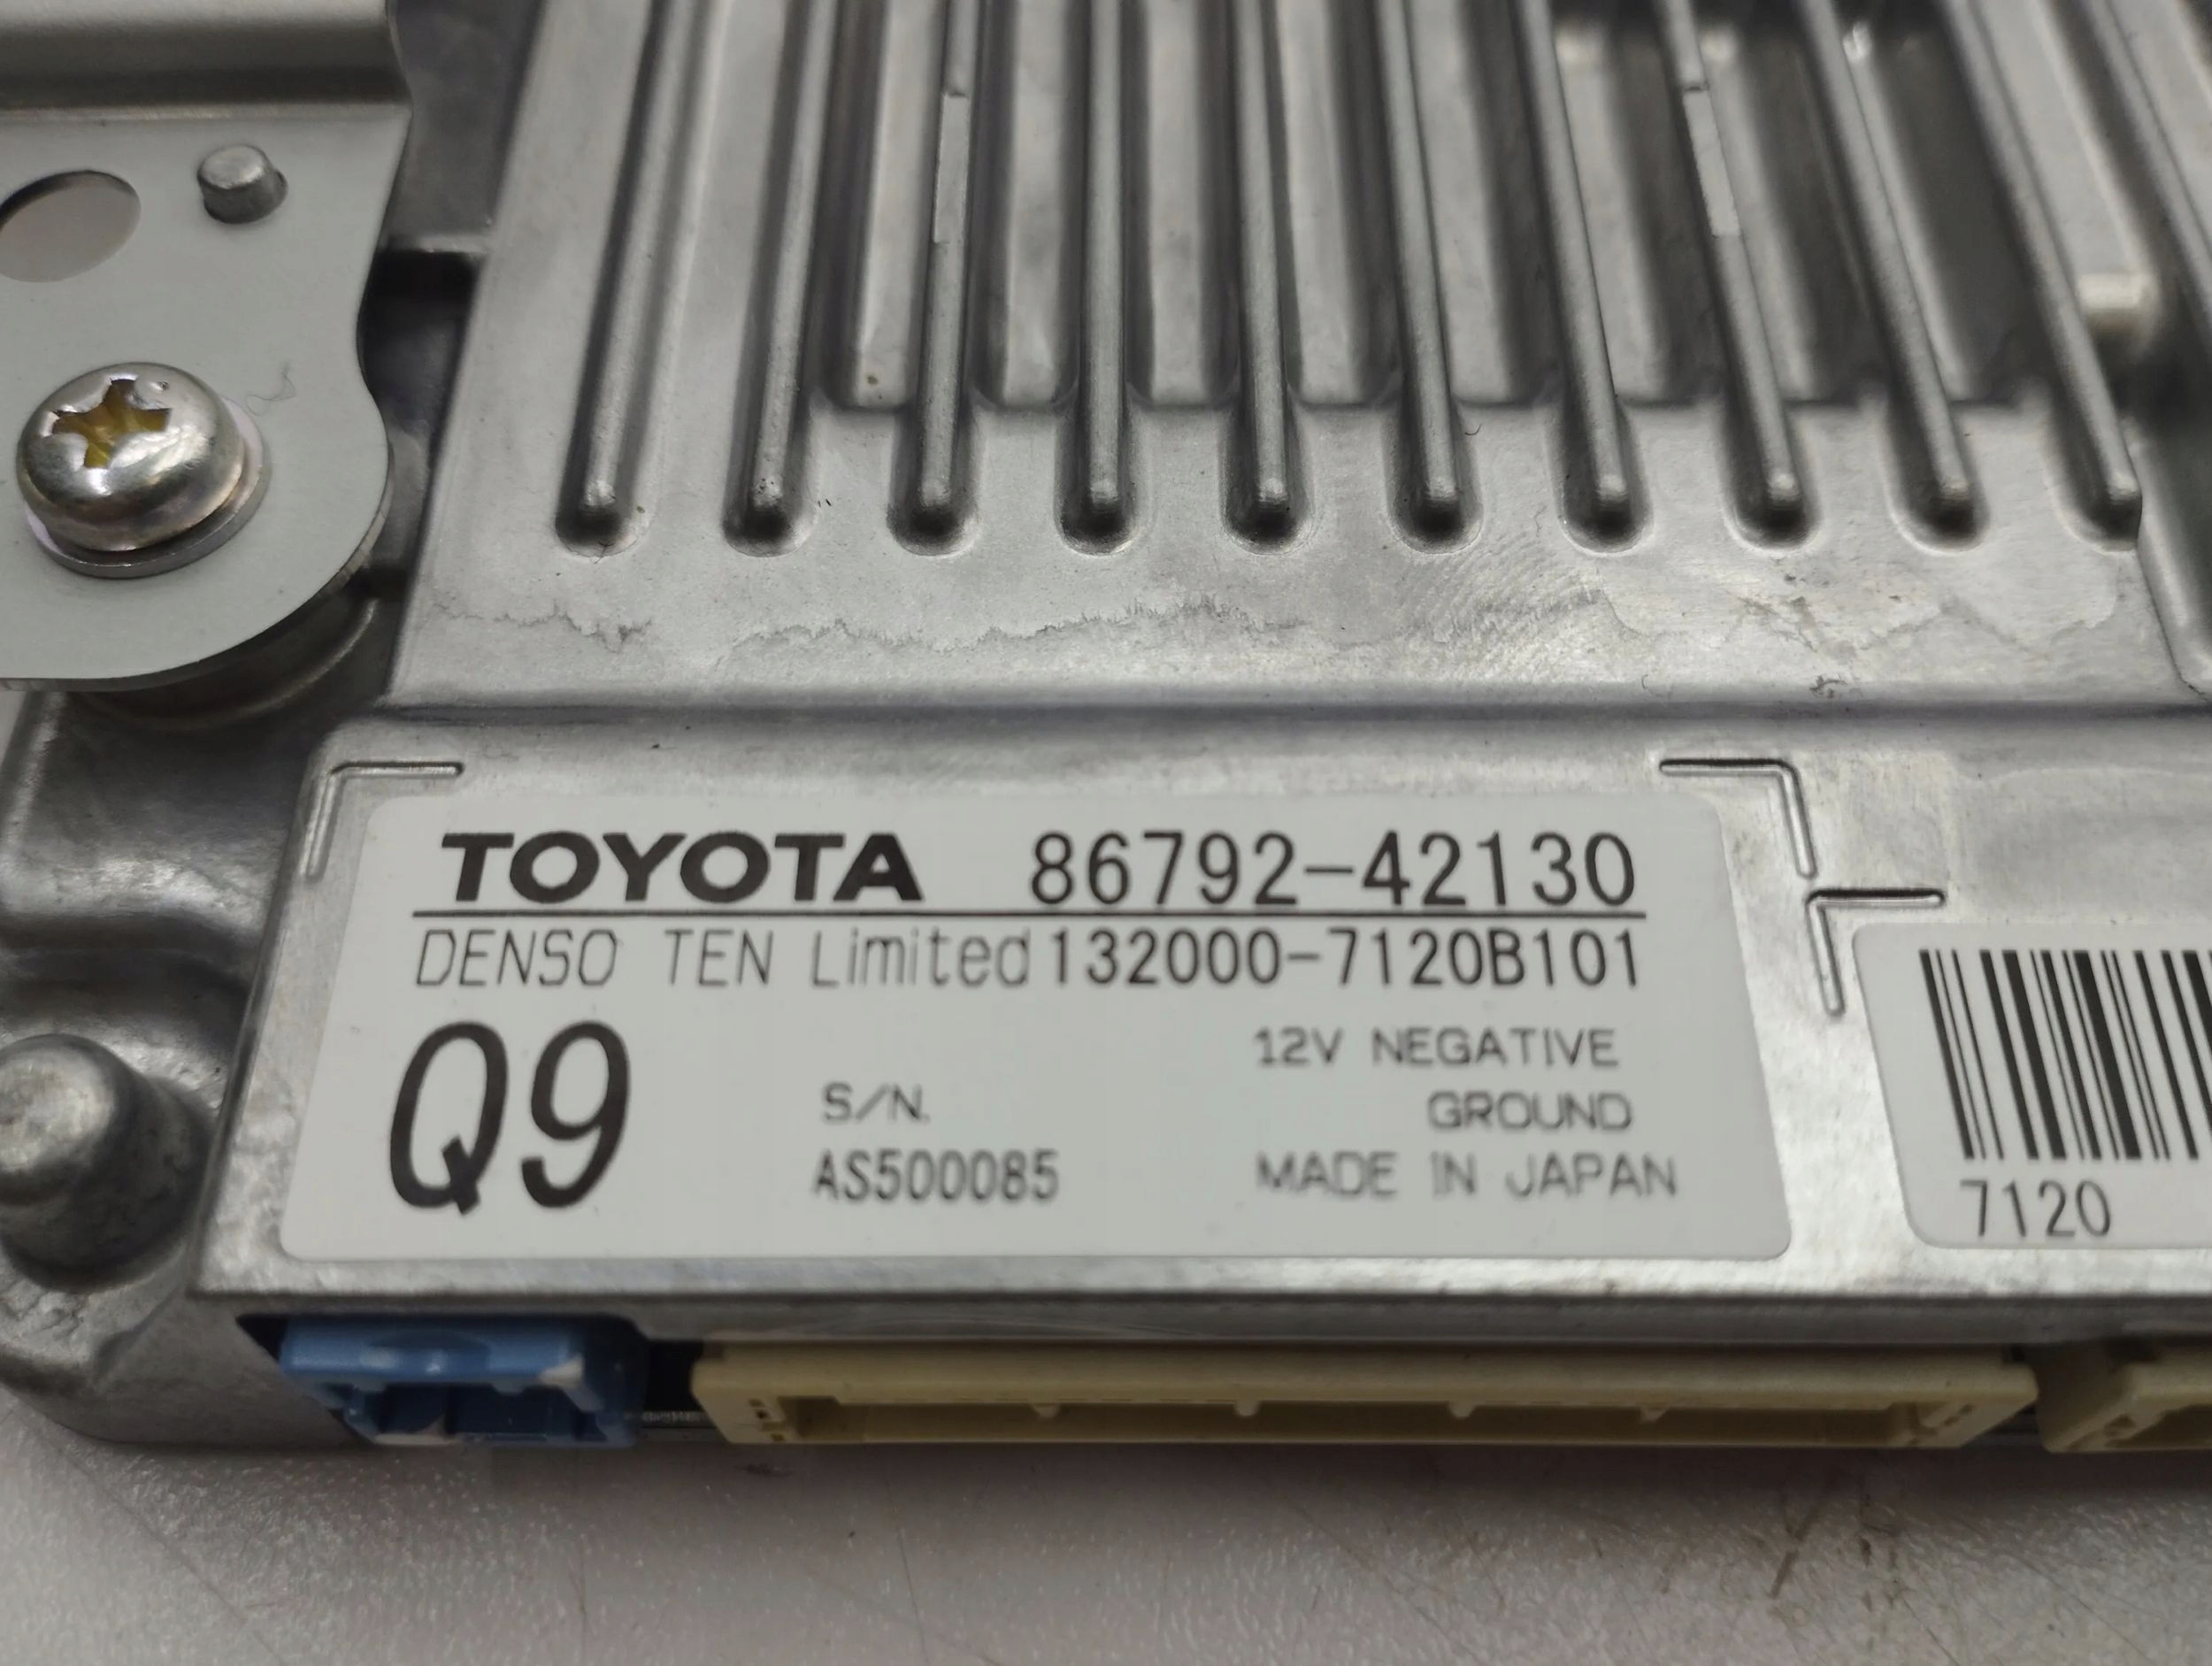 TOYOTA 86792-42130
DENSO TEN Limited 132000-7120B101
Q9
S/N.
AS500085
12V NEGATIVE
GROUND
MADE IN JAPAN
7120